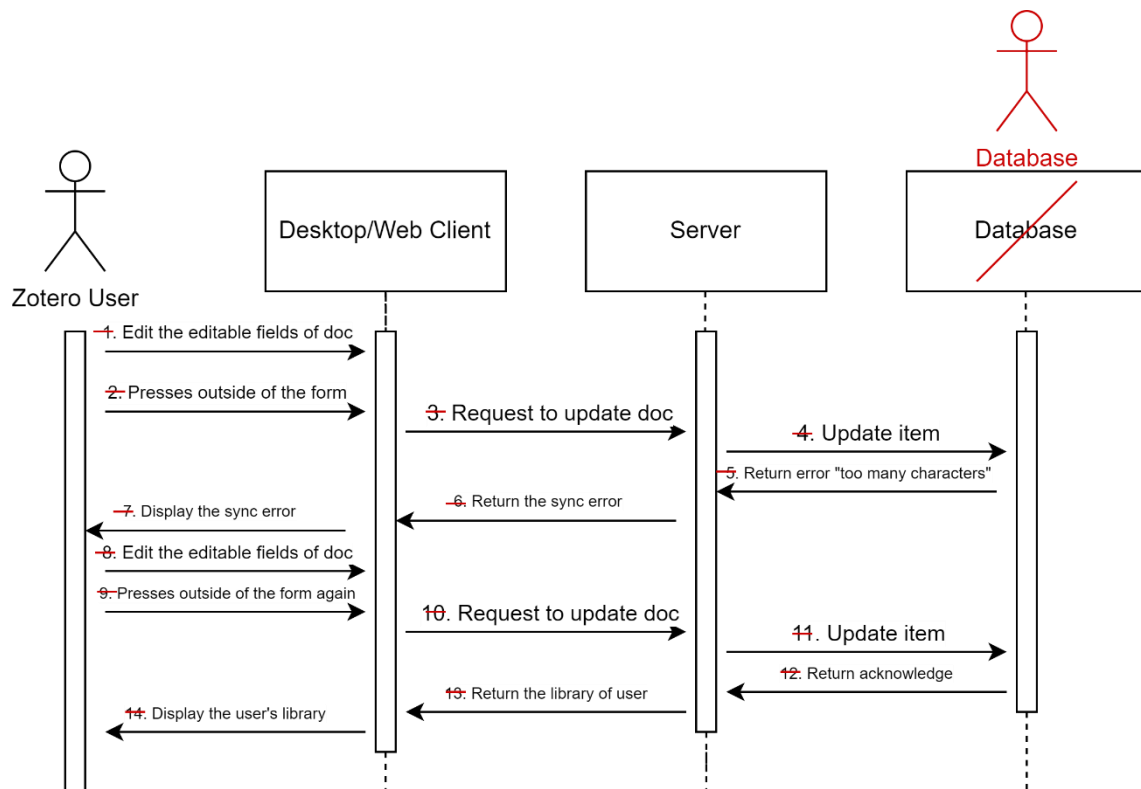 Database
Desktop/Web Client
Server
Database
Zotero User
1. Edit the editable fields of doc
2. Presses outside of the form
3. Request to update doc
4. Update item
5. Return error "too many characters"
6. Return the sync error
7. Display the sync error
8. Edit the editable fields of doc
9. Presses outside of the form again
10. Request to update doc
11. Update item
12. Return acknowledge
13. Return the library of user
14. Display the user's library